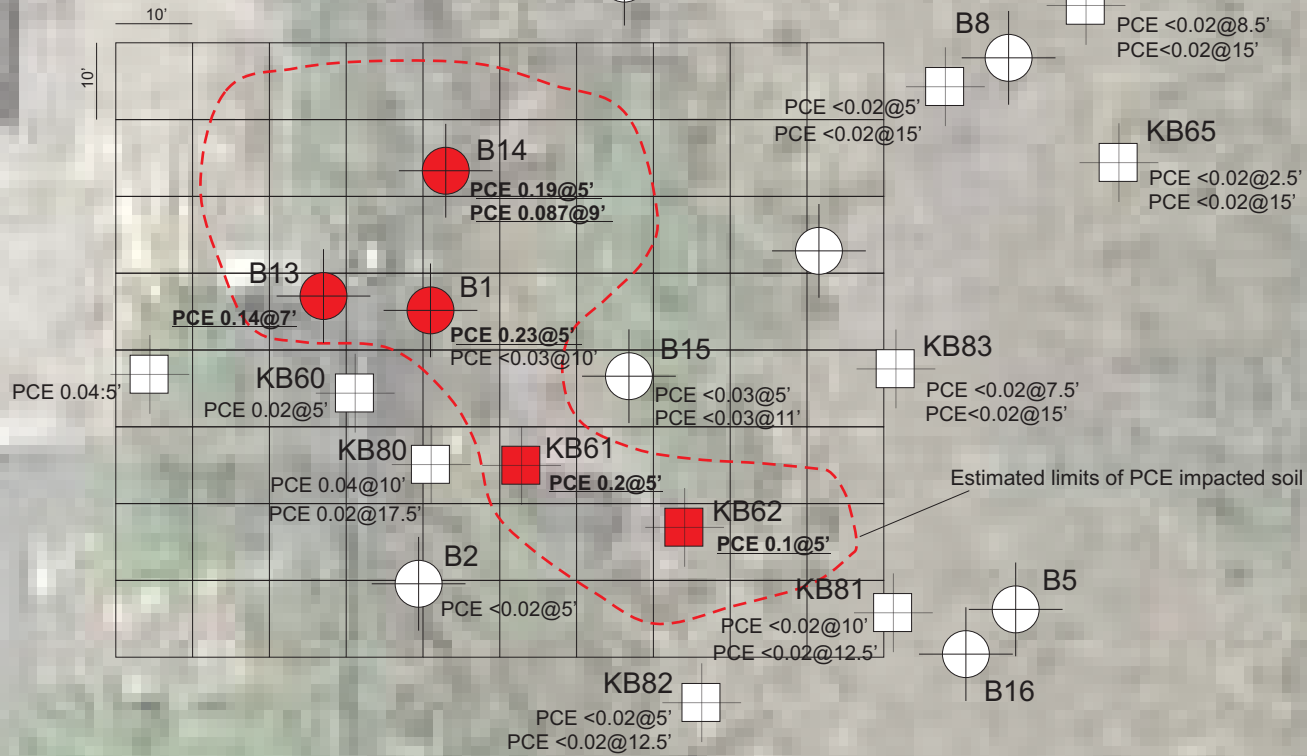 10'
10'
PCE <0.02@8.5'
PCE<0.02@15'
B8
PCE <0.02@5'
PCE <0.02@15'
KB65
PCE <0.02@2.5'
PCE <0.02@15'
B14
PCE 0.19@5'
PCE 0.087@9'
B13
PCE 0.14@7'
B1
PCE 0.23@5'
PCE <0.03@10'
B15
PCE <0.03@5'
PCE <0.03@11'
KB83
PCE <0.02@7.5'
PCE<0.02@15'
PCE 0.04:5'
KB60
PCE 0.02@5'
KB80
PCE 0.04@10'
PCE 0.02@17.5'
KB61
PCE 0.2@5'
Estimated limits of PCE impacted soil
KB62
PCE 0.1@5'
B2
PCE <0.02@5'
KB81
PCE <0.02@10'
PCE <0.02@12.5'
B5
B16
KB82
PCE <0.02@5'
PCE <0.02@12.5'